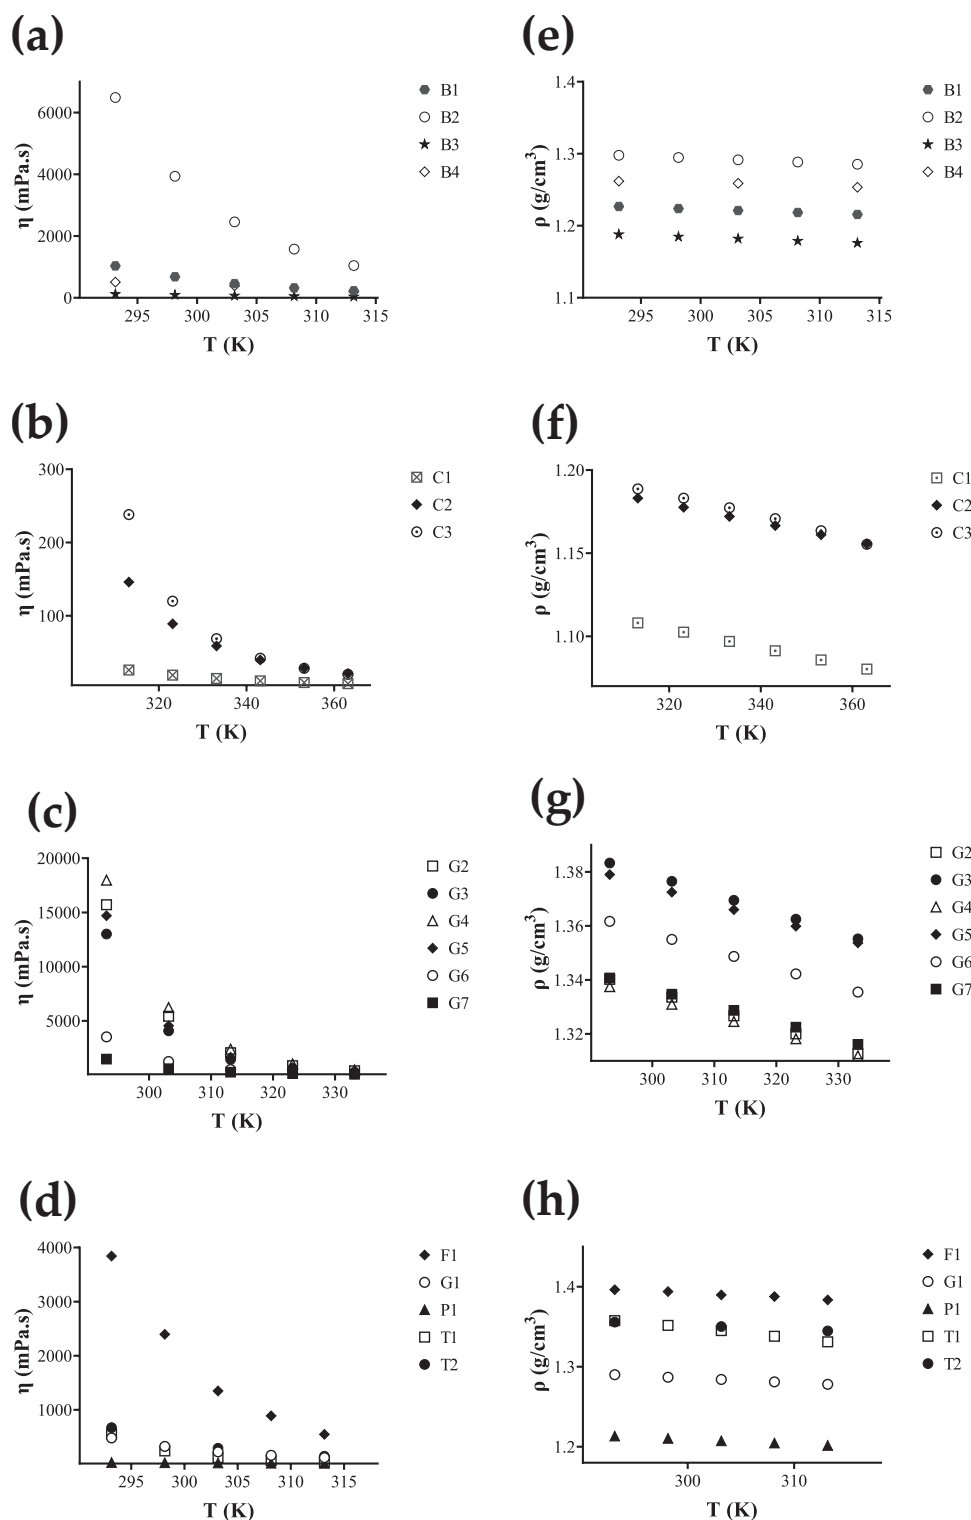 (a)
η (mPa.s)
6000
4000
2000
0
295
300
305
310
315
T (K)
B1
B2
B3
B4
(e)
ρ (g/cm³)
1.4
1.3
1.2
1.1
295
300
305
310
315
T (K)
B1
B2
B3
B4
(b)
η (mPa.s)
300
200
100
320
340
360
T (K)
C1
C2
C3
(f)
ρ (g/cm³)
1.20
1.15
1.10
320
340
360
T (K)
C1
C2
C3
(c)
η (mPa.s)
20000
15000
10000
5000
300
310
320
330
T (K)
G2
G3
G4
G5
G6
G7
(g)
ρ (g/cm³)
1.38
1.36
1.34
1.32
300
310
320
330
T (K)
G2
G3
G4
G5
G6
G7
(d)
η (mPa.s)
4000
3000
2000
1000
295
300
305
310
315
T (K)
F1
G1
P1
T1
T2
(h)
ρ (g/cm³)
1.4
1.3
1.2
300
310
T (K)
F1
G1
P1
T1
T2